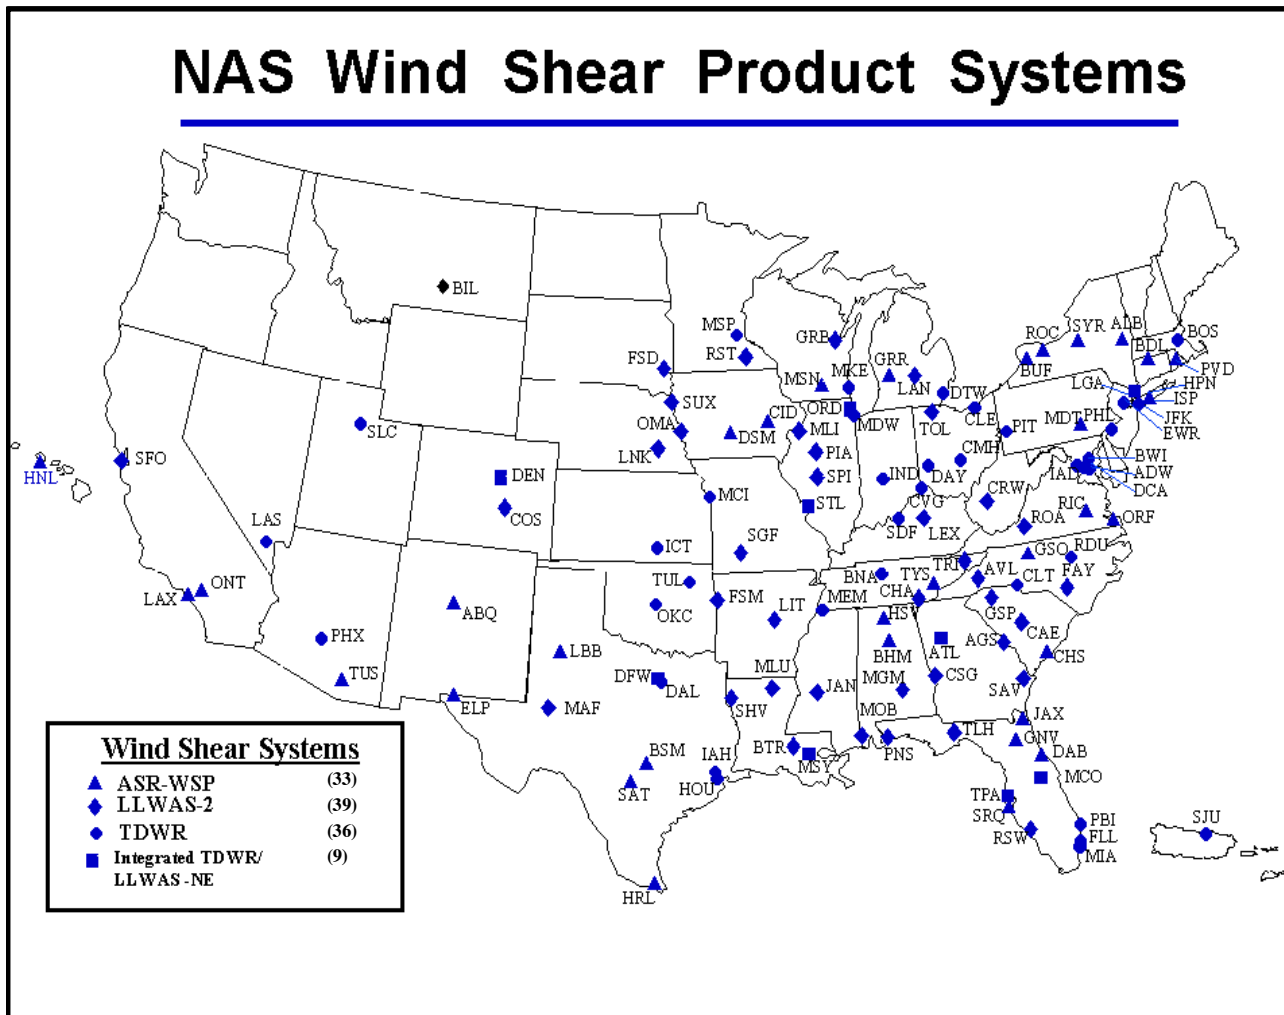 NAS Wind Shear Product Systems
BIL
MSP
GRB
ROC
SYR
ALB
BOS
FSD
RST
GRR
BDL
MSN
MKE
LAN
BUF
PVD
LGA
HPN
DTW
SUX
CID
ORD
ISP
SLC
OMA
DSM
MLI
MDW
TOL
CLE
PIT
MDT
PHL
JFK
EWR
SFO
LNK
PIA
CMH
BWI
HNL
DEN
SPI
IND
DAY
IAD
ADW
DCA
MCI
STL
CVG
CRW
COS
RIC
LAS
SDF
LEX
ROA
ORF
ICT
SGF
TRI
GSO
RDU
TUL
BNA
TYS
AVL
CLT
FAY
ONT
LAX
ABQ
OKC
FSM
LIT
MEM
CHA
HSV
GSP
PHX
LBB
BHM
ATL
AGS
CAE
CHS
TUS
DFW
DAL
MLU
MGM
CSG
SAV
ELP
MAF
SHV
JAN
MOB
JAX
TLH
GNV
BSM
IAH
BTR
MSY
PNS
DAB
SAT
HOU
MCO
TPA
SRQ
RSW
PBI
FLL
MIA
SJU
HRL
Wind Shear Systems
ASR-WSP (33)
LLWAS-2 (39)
TDWR (36)
Integrated TDWR/ (9)
LLWAS-NE